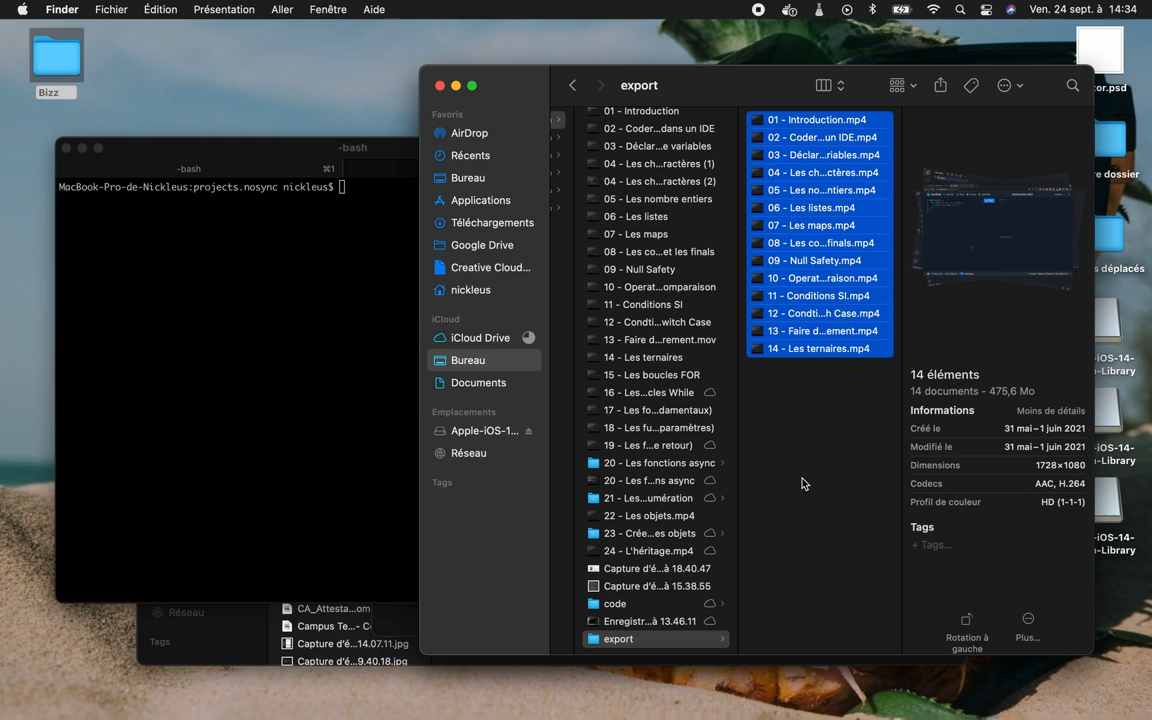 Finder Fichier Édition Présentation Aller Fenêtre Aide
Ven. 24 sept. à 14:34
Bizz
or.psd
re dossier
s déplacés
-iOS-14-
-Library
-iOS-14-
-Library
-iOS-14-
-Library
-bash
-bash
⌘1
MacBook-Pro-de-Nickleus:projects.nosync nickleus$
Réseau
Tags
CA_Attesta...om
Campus Te...- C
Capture d'é...14.07.11.jpg
Capture d'é...9.40.18.jpg
export
Favoris
AirDrop
Récents
Bureau
Applications
Téléchargements
Google Drive
Creative Cloud...
nickleus
iCloud
iCloud Drive
Bureau
Documents
Emplacements
Apple-iOS-1...
Réseau
Tags
01 - Introduction
02 - Coder...dans un IDE
03 - Déclar...e variables
04 - Les ch...ractères (1)
04 - Les ch...ractères (2)
05 - Les nombre entiers
06 - Les listes
07 - Les maps
08 - Les co...et les finals
09 - Null Safety
10 - Operat...omparaison
11 - Conditions SI
12 - Condti...witch Case
13 - Faire d...rement.mov
14 - Les ternaires
15 - Les boucles FOR
16 - Les...cles While
17 - Les fo...damentaux)
18 - Les fu...paramètres)
19 - Les f...e retour)
20 - Les fonctions async
20 - Les f...ns async
21 - Les...umération
22 - Les objets.mp4
23 - Crée...es objets
24 - L'héritage.mp4
Capture d'é...à 18.40.47
Capture d'é...à 15.38.55
code
Enregistr...à 13.46.11
export
01 - Introduction.mp4
02 - Coder...un IDE.mp4
03 - Déclar...riables.mp4
04 - Les ch...ctères.mp4
05 - Les no...ntiers.mp4
06 - Les listes.mp4
07 - Les maps.mp4
08 - Les co...finals.mp4
09 - Null Safety.mp4
10 - Operat...raison.mp4
11 - Conditions SI.mp4
12 - Condti...h Case.mp4
13 - Faire d...ement.mp4
14 - Les ternaires.mp4
14 éléments
14 documents - 475,6 Mo
Informations Moins de détails
Créé le 31 mai – 1 juin 2021
Modifié le 31 mai – 1 juin 2021
Dimensions 1728×1080
Codecs AAC, H.264
Profil de couleur HD (1-1-1)
Tags
+ Tags...
Rotation à
gauche
Plus...